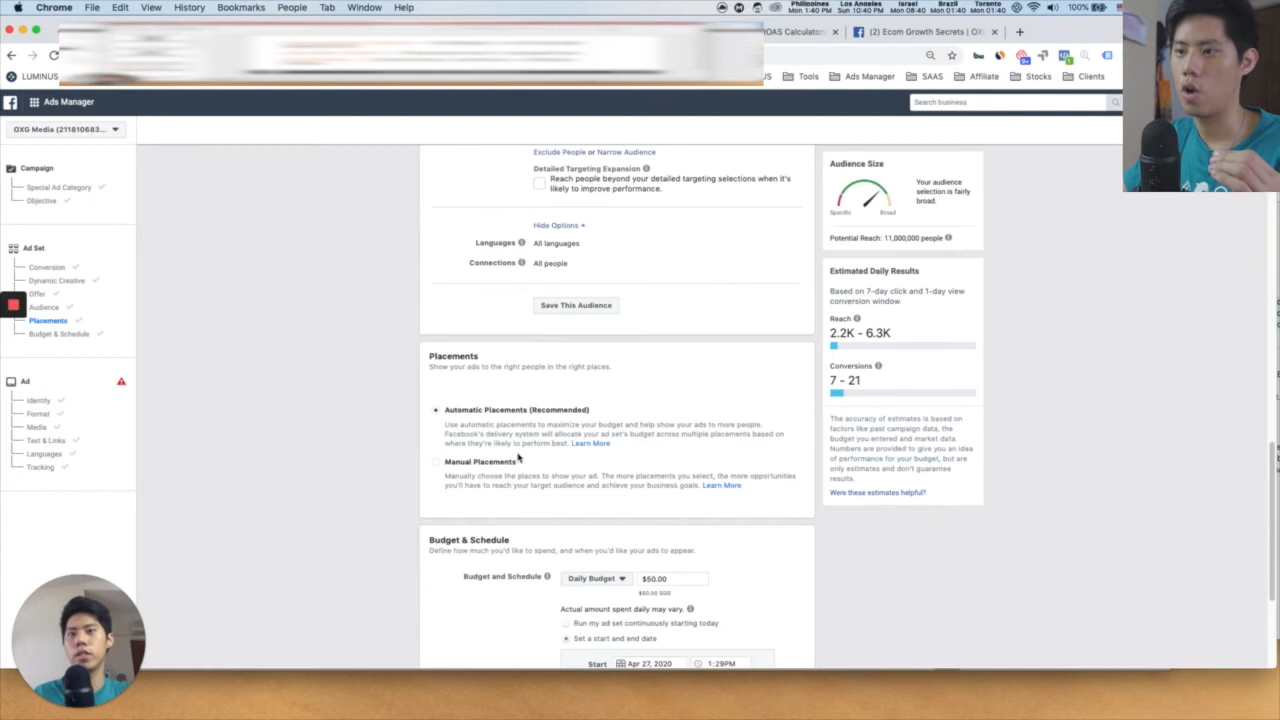 Chrome File Edit View History Bookmarks People Tab Window Help
Philippines Mon 1:40 PM
Los Angeles Sun 10:40 PM
Israel Mon 08:40
Brazil Mon 01:40
Toronto Mon 01:40
100%
ROAS Calculator
(2) Ecom Growth Secrets | OX
LUMINUS
Tools
Ads Manager
SAAS
Affiliate
Stocks
Clients
Ads Manager
Search business
OXG Media (211810683...
Campaign
Special Ad Category
Objective
Ad Set
Conversion
Dynamic Creative
Offer
Audience
Placements
Budget & Schedule
Ad
Identity
Format
Media
Text & Links
Languages
Tracking
Exclude People or Narrow Audience
Detailed Targeting Expansion
Reach people beyond your detailed targeting selections when it's
likely to improve performance.
Hide Options
Languages All languages
Connections All people
Save This Audience
Placements
Show your ads to the right people in the right places.
Automatic Placements (Recommended)
Use automatic placements to maximize your budget and help show your ads to more people.
Facebook's delivery system will allocate your ad set's budget across multiple placements based on
where they're likely to perform best. Learn More
Manual Placements
Manually choose the places to show your ad. The more placements you select, the more opportunities
you'll have to reach your target audience and achieve your business goals. Learn More
Budget & Schedule
Define how much you'd like to spend, and when you'd like your ads to appear.
Budget and Schedule Daily Budget $50.00
$50.00 SGD
Actual amount spent daily may vary.
Run my ad set continuously starting today
Set a start and end date
Start Apr 27, 2020 1:29PM
Audience Size
Your audience
selection is fairly
broad.
Specific Broad
Potential Reach: 11,000,000 people
Estimated Daily Results
Based on 7-day click and 1-day view
conversion window
Reach
2.2K - 6.3K
Conversions
7 - 21
The accuracy of estimates is based on
factors like past campaign data, the
budget you entered and market data.
Numbers are provided to give you an idea
of performance for your budget, but are
only estimates and don't guarantee
results.
Were these estimates helpful?